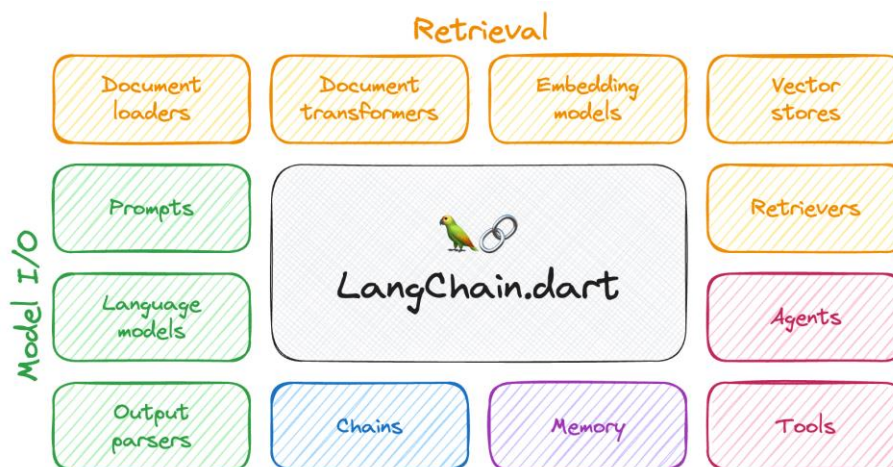 Retrieval
Document
loaders
Document
transformers
Embedding
models
Vector
stores
Model I/O
Prompts
LangChain.dart
Retrievers
Language
models
Agents
Output
parsers
Chains
Memory
Tools